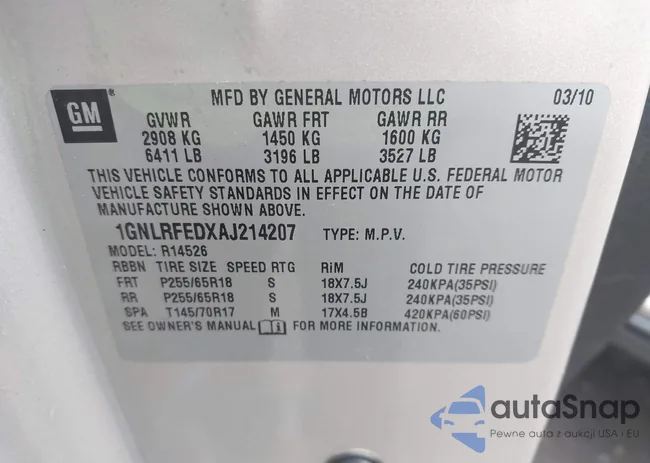 GM
MFD BY GENERAL MOTORS LLC 03/10
GVWR GAWR FRT GAWR RR
2908 KG 1450 KG 1600 KG
6411 LB 3196 LB 3527 LB
THIS VEHICLE CONFORMS TO ALL APPLICABLE U.S. FEDERAL MOTOR
VEHICLE SAFETY STANDARDS IN EFFECT ON THE DATE OF
MANUFACTURE SHOWN ABOVE.
1GNLRFEDXAJ214207 TYPE: M.P.V.
MODEL: R14526
RBBN TIRE SIZE SPEED RTG RiM COLD TIRE PRESSURE
FRT P255/65R18 S 18X7.5J 240KPA(35PSI)
RR P255/65R18 S 18X7.5J 240KPA(35PSI)
SPA T145/70R17 M 17X4.5B 420KPA(60PSI)
SEE OWNER'S MANUAL FOR MORE INFORMATION.
autoSnap
Pewne auta z aukcji USA i EU